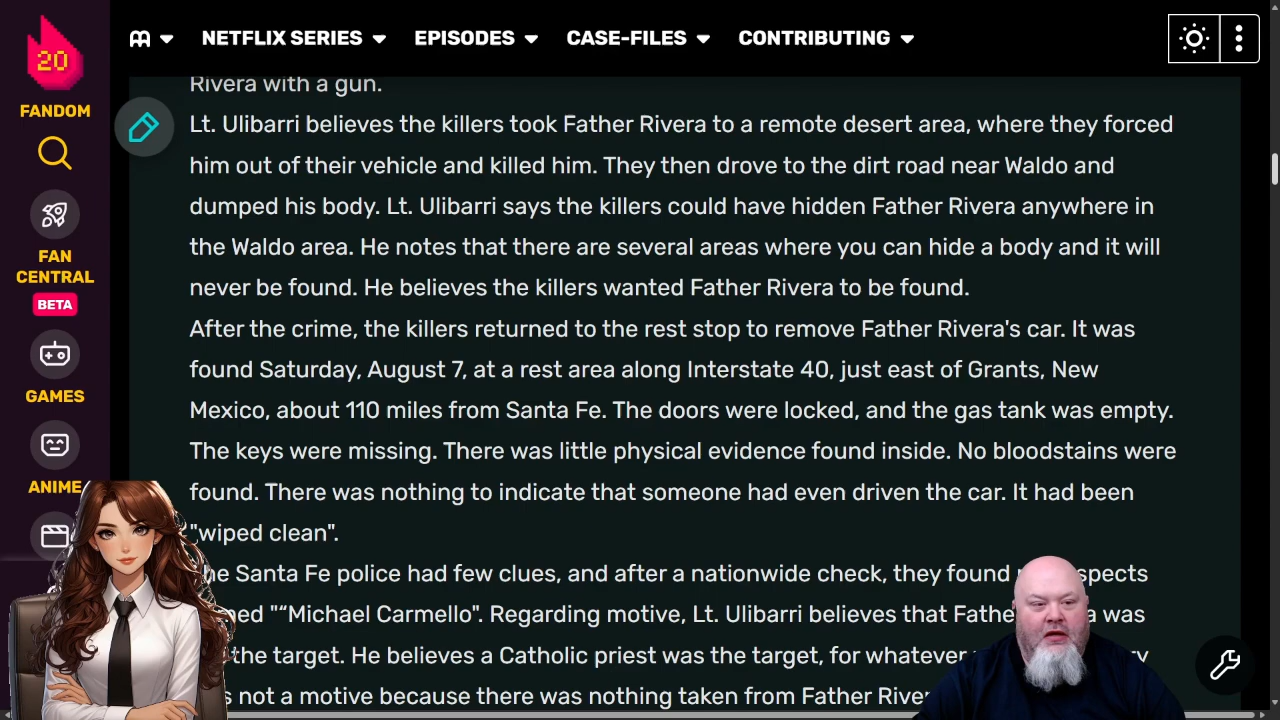 20
FANDOM
FAN
CENTRAL
BETA
GAMES
ANIME
NETFLIX SERIES
EPISODES
CASE-FILES
CONTRIBUTING
Rivera with a gun.
Lt. Ulibarri believes the killers took Father Rivera to a remote desert area, where they forced
him out of their vehicle and killed him. They then drove to the dirt road near Waldo and
dumped his body. Lt. Ulibarri says the killers could have hidden Father Rivera anywhere in
the Waldo area. He notes that there are several areas where you can hide a body and it will
never be found. He believes the killers wanted Father Rivera to be found.
After the crime, the killers returned to the rest stop to remove Father Rivera's car. It was
found Saturday, August 7, at a rest area along Interstate 40, just east of Grants, New
Mexico, about 110 miles from Santa Fe. The doors were locked, and the gas tank was empty.
The keys were missing. There was little physical evidence found inside. No bloodstains were
found. There was nothing to indicate that someone had even driven the car. It had been
"wiped clean".
Santa Fe police had few clues, and after a nationwide check, they found
"“Michael Carmello". Regarding motive, Lt. Ulibarri believes that was
the target. He believes a Catholic priest was the target, for whatever
not a motive because there was nothing taken from Father